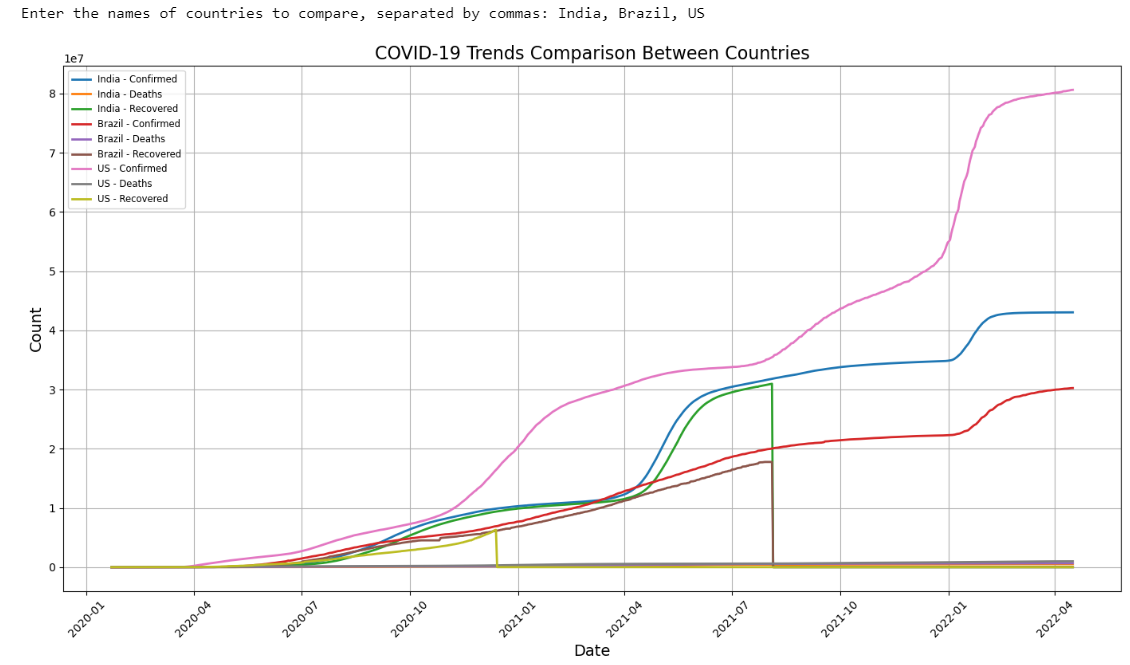 Enter the names of countries to compare, separated by commas: India, Brazil, US
COVID-19 Trends Comparison Between Countries
1e7
India - Confirmed
India - Deaths
India - Recovered
Brazil - Confirmed
Brazil - Deaths
Brazil - Recovered
US - Confirmed
US - Deaths
US - Recovered
8
7
6
5
4
3
2
1
0
Count
2020-01
2020-04
2020-07
2020-10
2021-01
2021-04
2021-07
2021-10
2022-01
2022-04
Date